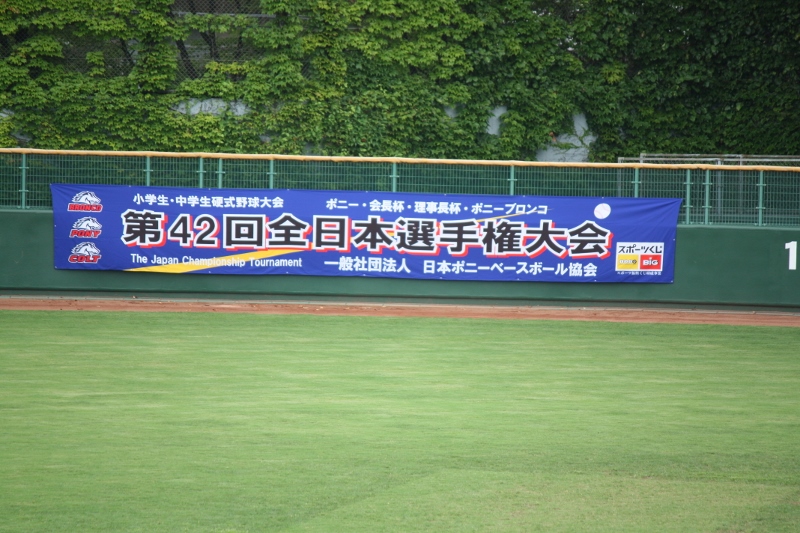 小学生・中学生硬式野球大会
ポニー・会長杯・理事長杯・ポニーブロンコ
第42回全日本選手権大会
The Japan Championship Tournament
一般社団法人 日本ポニーベースボール協会
BRONCO
PONY
COLT
スポーツくじ
toto BIG
1